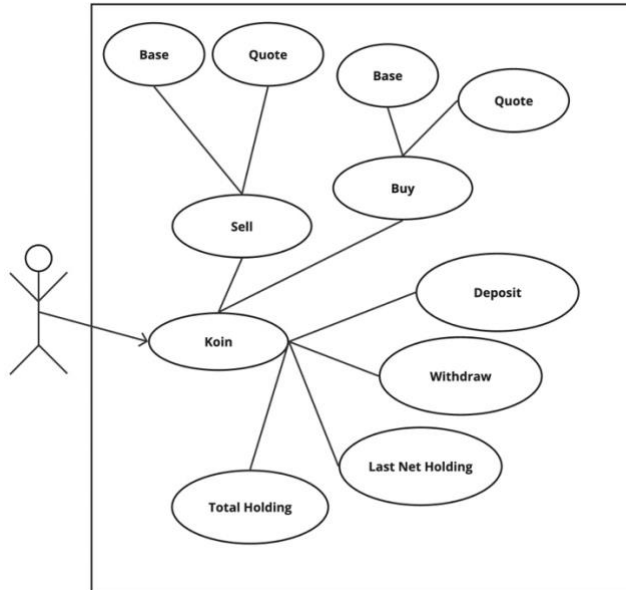 Base
Quote
Base
Quote
Buy
Sell
Deposit
Koin
Withdraw
Last Net Holding
Total Holding